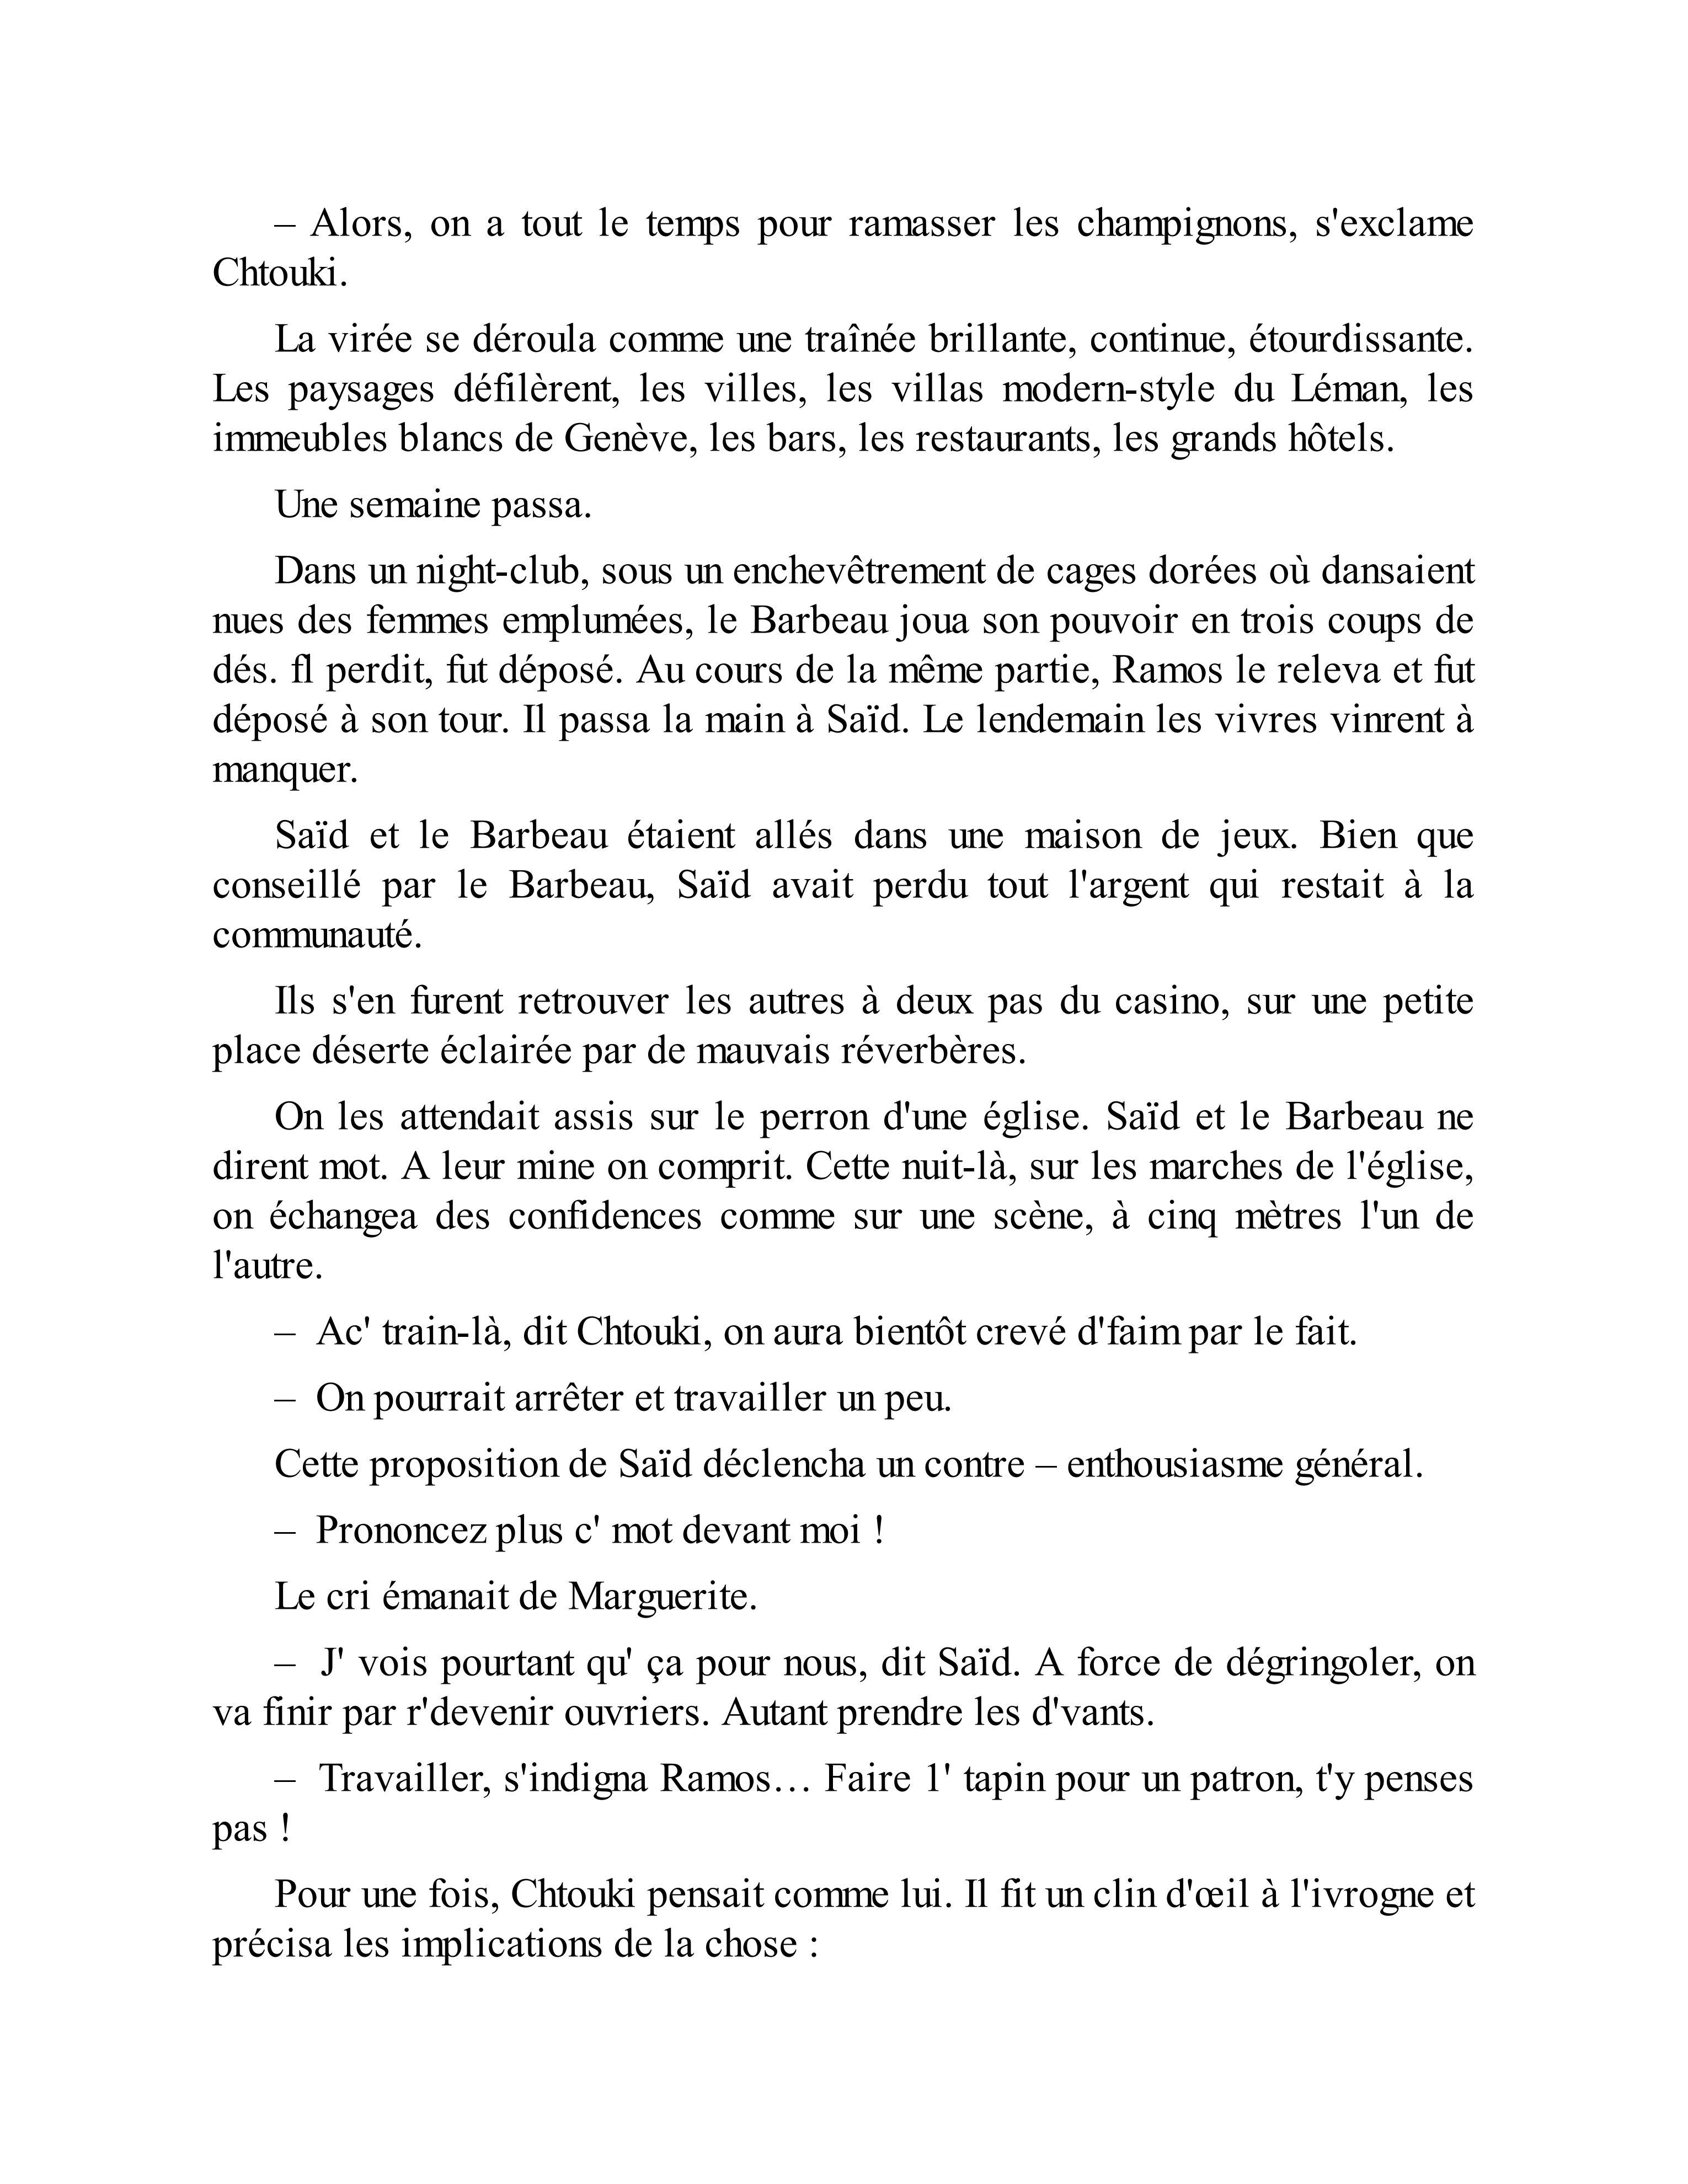 – Alors, on a tout le temps pour ramasser les champignons, s'exclame
Chtouki.
La virée se déroula comme une traînée brillante, continue, étourdissante.
Les paysages défilèrent, les villes, les villas modern-style du Léman, les
immeubles blancs de Genève, les bars, les restaurants, les grands hôtels.
Une semaine passa.
Dans un night-club, sous un enchevêtrement de cages dorées où dansaient
nues des femmes emplumées, le Barbeau joua son pouvoir en trois coups de
dés. fl perdit, fut déposé. Au cours de la même partie, Ramos le releva et fut
déposé à son tour. Il passa la main à Saïd. Le lendemain les vivres vinrent à
manquer.
Saïd et le Barbeau étaient allés dans une maison de jeux. Bien que
conseillé par le Barbeau, Saïd avait perdu tout l'argent qui restait à la
communauté.
Ils s'en furent retrouver les autres à deux pas du casino, sur une petite
place déserte éclairée par de mauvais réverbères.
On les attendait assis sur le perron d'une église. Saïd et le Barbeau ne
dirent mot. A leur mine on comprit. Cette nuit-là, sur les marches de l'église,
on échangea des confidences comme sur une scène, à cinq mètres l'un de
l'autre.
– Ac' train-là, dit Chtouki, on aura bientôt crevé d'faim par le fait.
– On pourrait arrêter et travailler un peu.
Cette proposition de Saïd déclencha un contre – enthousiasme général.
– Prononcez plus c' mot devant moi !
Le cri émanait de Marguerite.
– J' vois pourtant qu' ça pour nous, dit Saïd. A force de dégringoler, on
va finir par r'devenir ouvriers. Autant prendre les d'vants.
– Travailler, s'indigna Ramos… Faire 1' tapin pour un patron, t'y penses
pas !
Pour une fois, Chtouki pensait comme lui. Il fit un clin d'œil à l'ivrogne et
précisa les implications de la chose :